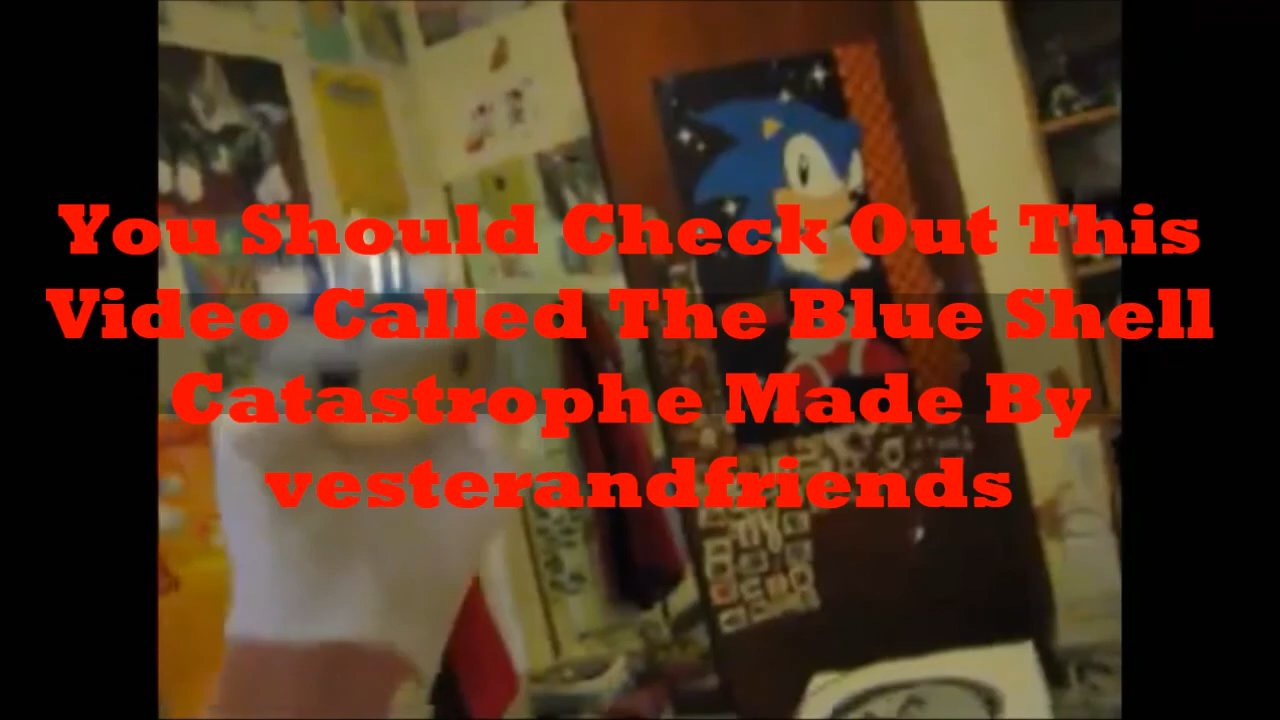 You Should Check Out This
Video Called The Blue Shell
Catastrophe Made By
vesterandfriends